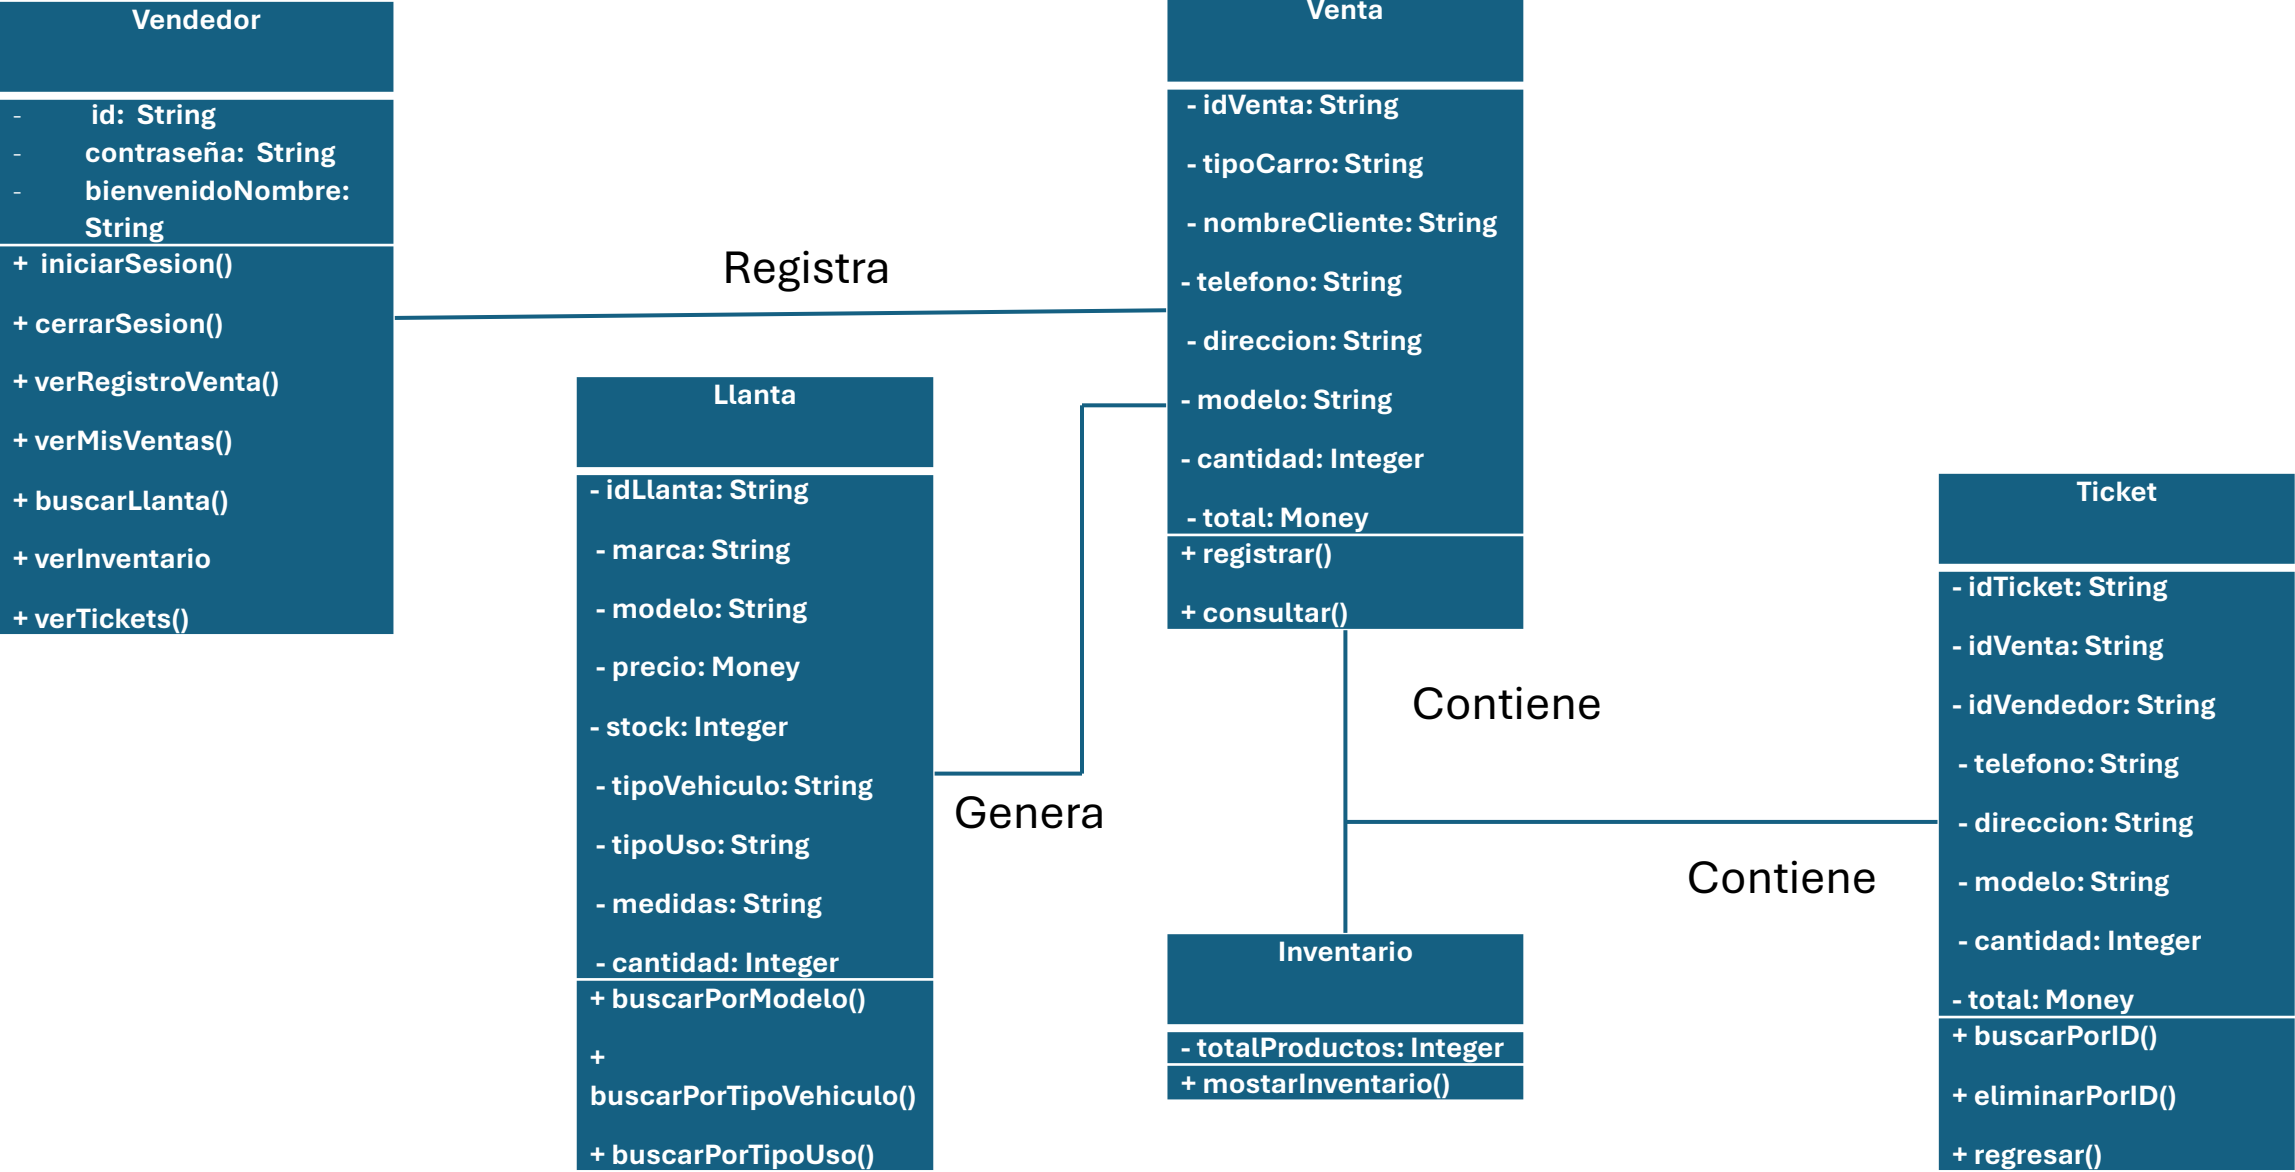 Vendedor
- id: String
- contraseña: String
- bienvenidoNombre:
String
+ iniciarSesion()
+ cerrarSesion()
+ verRegistroVenta()
+ verMisVentas()
+ buscarLlanta()
+ verInventario
+ verTickets()
Registra
Venta
- idVenta: String
- tipoCarro: String
- nombreCliente: String
- telefono: String
- direccion: String
- modelo: String
- cantidad: Integer
- total: Money
+ registrar()
+ consultar()
Llanta
- idLlanta: String
- marca: String
- modelo: String
- precio: Money
- stock: Integer
- tipoVehiculo: String
- tipoUso: String
- medidas: String
- cantidad: Integer
+ buscarPorModelo()
+
buscarPorTipoVehiculo()
+ buscarPorTipoUso()
Genera
Contiene
Contiene
Inventario
- totalProductos: Integer
+ mostarInventario()
Ticket
- idTicket: String
- idVenta: String
- idVendedor: String
- telefono: String
- direccion: String
- modelo: String
- cantidad: Integer
- total: Money
+ buscarPorID()
+ eliminarPorID()
+ regresar()